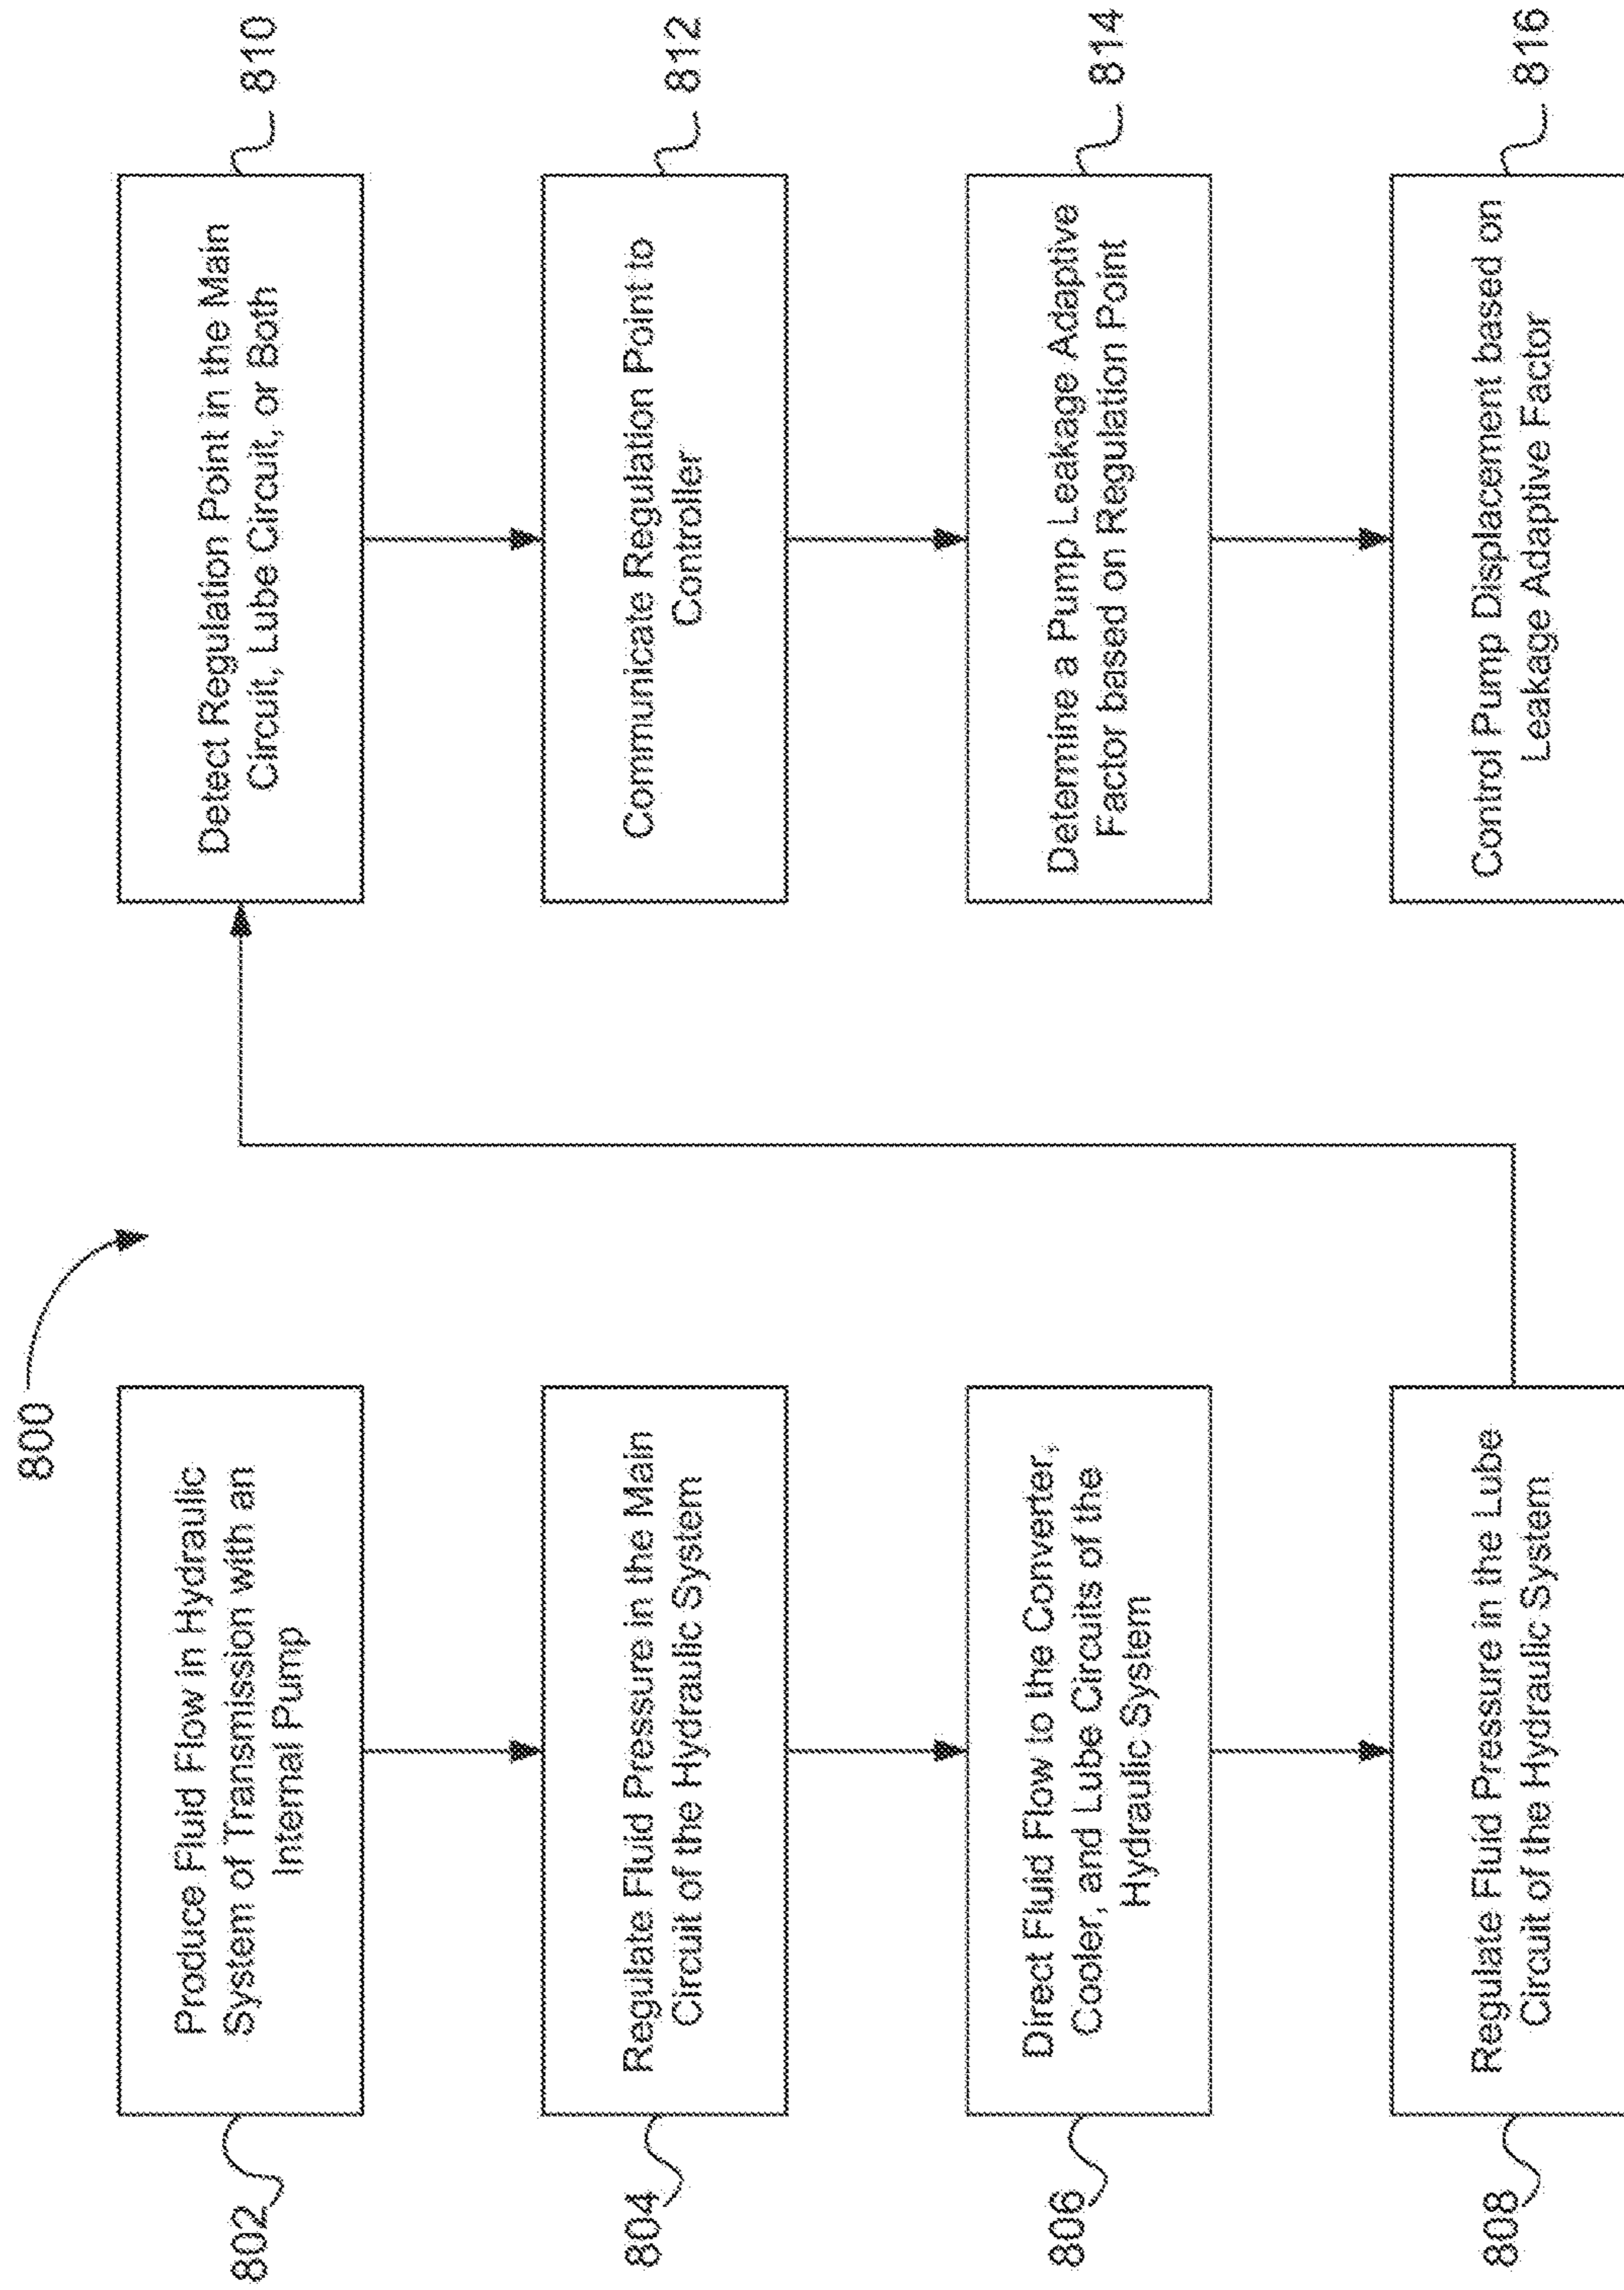 800
802
Produce Fluid Flow in Hydraulic
System of Transmission with an
Internal Pump
804
Regulate Fluid Pressure in the Main
Circuit of the Hydraulic System
806
Direct Fluid Flow to the Converter,
Cooler, and Lube Circuits of the
Hydraulic System
808
Regulate Fluid Pressure in the Lube
Circuit of the Hydraulic System
810
Detect Regulation Point in the Main
Circuit, Lube Circuit, or Both
812
Communicate Regulation Point to
Controller
814
Determine a Pump Leakage Adaptive
Factor based on Regulation Point
816
Control Pump Displacement based on
Leakage Adaptive Factor